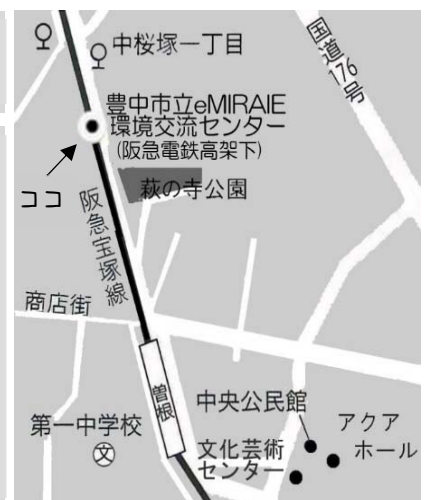 中桜塚一丁目
国道176号
豊中市立eMIRAIE
環境交流センター
(阪急電鉄高架下)
ココ
萩の寺公園
阪急宝塚線
商店街
曽根
第一中学校
文
中央公民館
アクア
ホール
文化芸術
センター